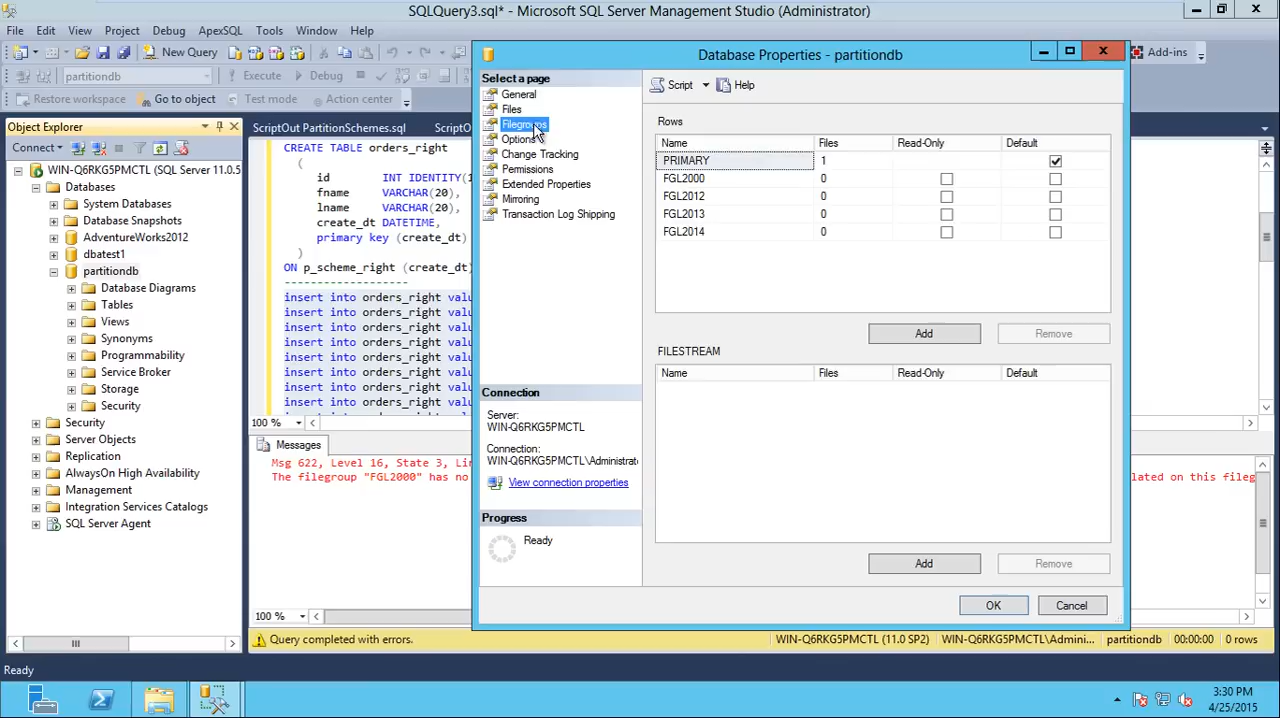 SQLQuery3.sql* - Microsoft SQL Server Management Studio (Administrator)
File Edit View Project Debug ApexSQL Tools Window Help
New Query
Add-ins
partitiondb
Execute
Debug
Restore workspace
Go to object
Test mode
Action center
Object Explorer
Connect
WIN-Q6RKG5PMCTL (SQL Server 11.0.5
Databases
System Databases
Database Snapshots
AdventureWorks2012
dbatest1
partitiondb
Database Diagrams
Tables
Views
Synonyms
Programmability
Service Broker
Storage
Security
Security
Server Objects
Replication
AlwaysOn High Availability
Management
Integration Services Catalogs
SQL Server Agent
ScriptOut PartitionSchemes.sql
ScriptO
CREATE TABLE orders_right
(
id INT IDENTITY(1
fname VARCHAR(20),
lname VARCHAR(20),
create_dt DATETIME,
primary key (create_dt)
)
ON p_scheme_right (create_dt)
-----------------
insert into orders_right valu
insert into orders_right valu
insert into orders_right valu
insert into orders_right valu
insert into orders_right valu
insert into orders_right valu
insert into orders_right valu
insert into orders_right valu
100 %
Messages
Msg 622, Level 16, State 3, Lin
The filegroup "FGL2000" has no
lated on this fileg
100 %
Query completed with errors.
WIN-Q6RKG5PMCTL (11.0 SP2)
WIN-Q6RKG5PMCTL\Admini...
partitiondb
00:00:00
0 rows
Ready
Database Properties - partitiondb
Select a page
General
Files
Filegroups
Options
Change Tracking
Permissions
Extended Properties
Mirroring
Transaction Log Shipping
Connection
Server:
WIN-Q6RKG5PMCTL
Connection:
WIN-Q6RKG5PMCTL\Administrato
View connection properties
Progress
Ready
Script
Help
Rows
Name Files Read-Only Default
PRIMARY 1
FGL2000 0
FGL2012 0
FGL2013 0
FGL2014 0
Add Remove
FILESTREAM
Name Files Read-Only Default
Add Remove
OK Cancel
3:30 PM
4/25/2015